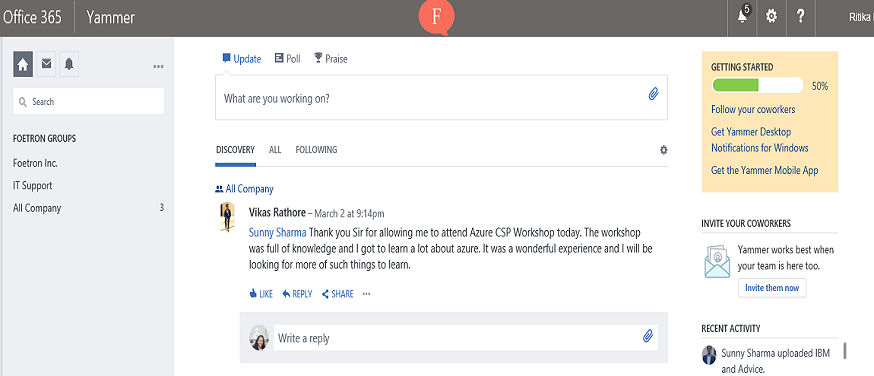 Office 365
Yammer
F
5
?
Ritika
Update
Poll
Praise
What are you working on?
Search
FOETRON GROUPS
Foetron Inc.
IT Support
All Company 3
DISCOVERY
ALL
FOLLOWING
All Company
Vikas Rathore – March 2 at 9:14pm
Sunny Sharma Thank you Sir for allowing me to attend Azure CSP Workshop today. The workshop
was full of knowledge and I got to learn a lot about azure. It was a wonderful experience and I will be
looking for more of such things to learn.
LIKE
REPLY
SHARE
Write a reply
GETTING STARTED
50%
Follow your coworkers
Get Yammer Desktop
Notifications for Windows
Get the Yammer Mobile App
INVITE YOUR COWORKERS
Yammer works best when
your team is here too.
Invite them now
RECENT ACTIVITY
Sunny Sharma uploaded IBM
and Advice.